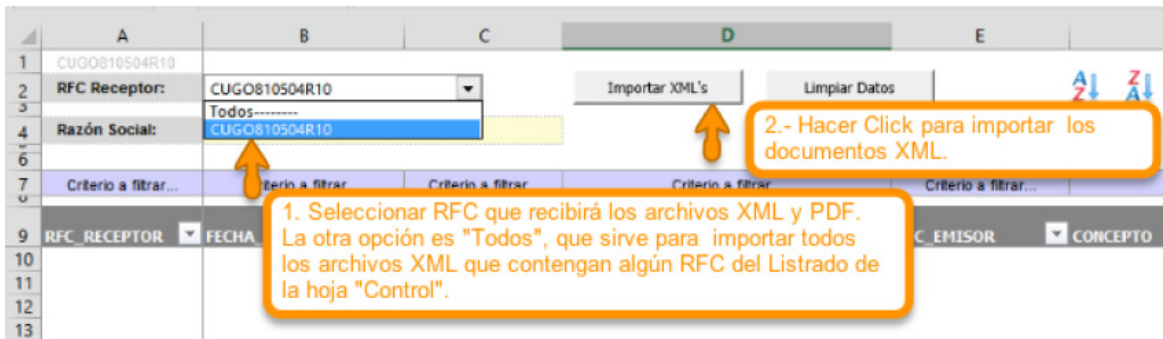 A B C D E
1 CUGO810504R10
2 RFC Receptor: CUGO810504R10 Importar XML's Limpiar Datos
3 Todos--------
4 Razón Social: CUGO810504R10
2.- Hacer Click para importar los
documentos XML.
6
7 Criterio a filtrar... Criterio a filtrar Criterio a filtrar Criterio a filtrar Criterio a filtrar...
1. Seleccionar RFC que recibirá los archivos XML y PDF.
La otra opción es "Todos", que sirve para importar todos
los archivos XML que contengan algún RFC del Listrado de
la hoja "Control".
9 RFC_RECEPTOR FECHA_ C_EMISOR CONCEPTO
10
11
12
13